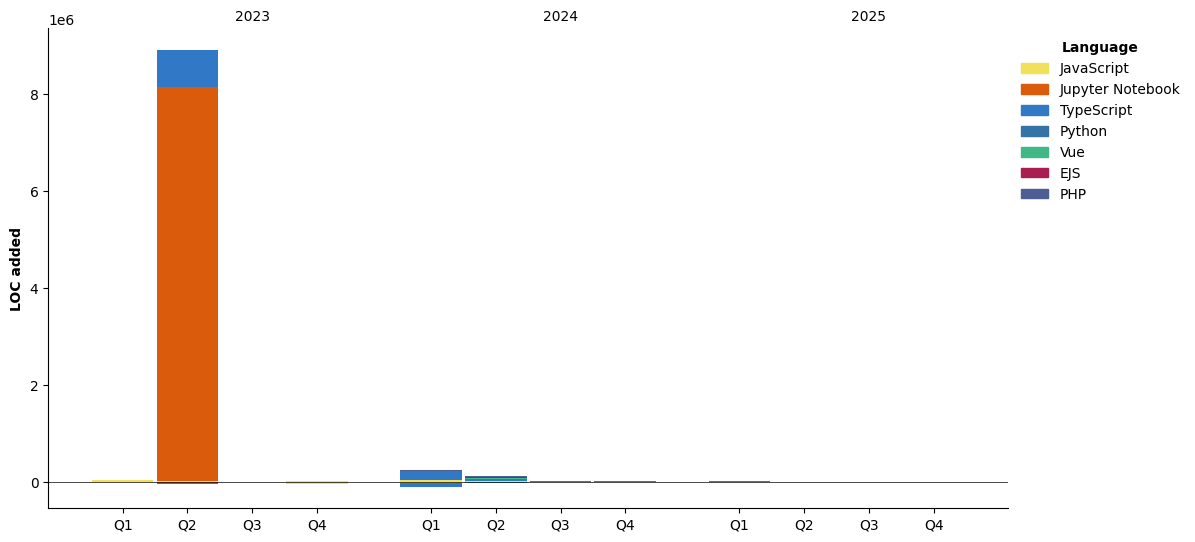 2023 2024 2025
1e6
8
6
4
2
0
LOC added
Q1 Q2 Q3 Q4 Q1 Q2 Q3 Q4 Q1 Q2 Q3 Q4
Language
JavaScript
Jupyter Notebook
TypeScript
Python
Vue
EJS
PHP